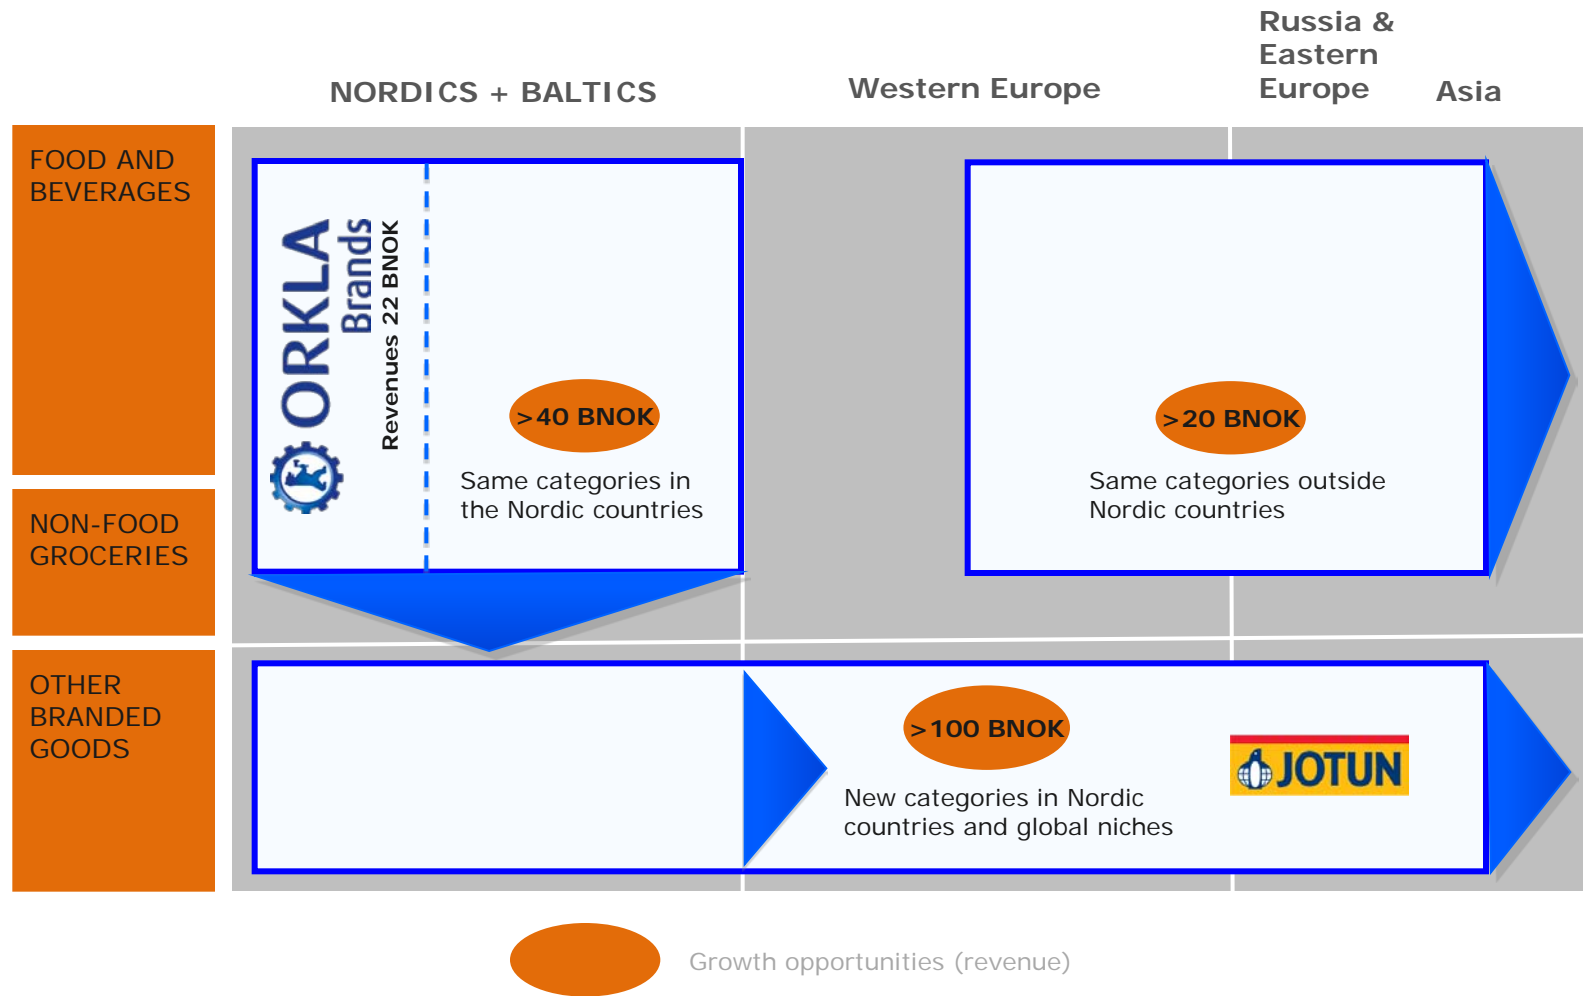 NORDICS + BALTICS
Western Europe
Russia &
Eastern
Europe
Asia
FOOD AND
BEVERAGES
ORKLA
Brands
Revenues 22 BNOK
>40 BNOK
Same categories in
the Nordic countries
>20 BNOK
Same categories outside
Nordic countries
NON-FOOD
GROCERIES
OTHER
BRANDED
GOODS
>100 BNOK
New categories in Nordic
countries and global niches
JOTUN
Growth opportunities (revenue)